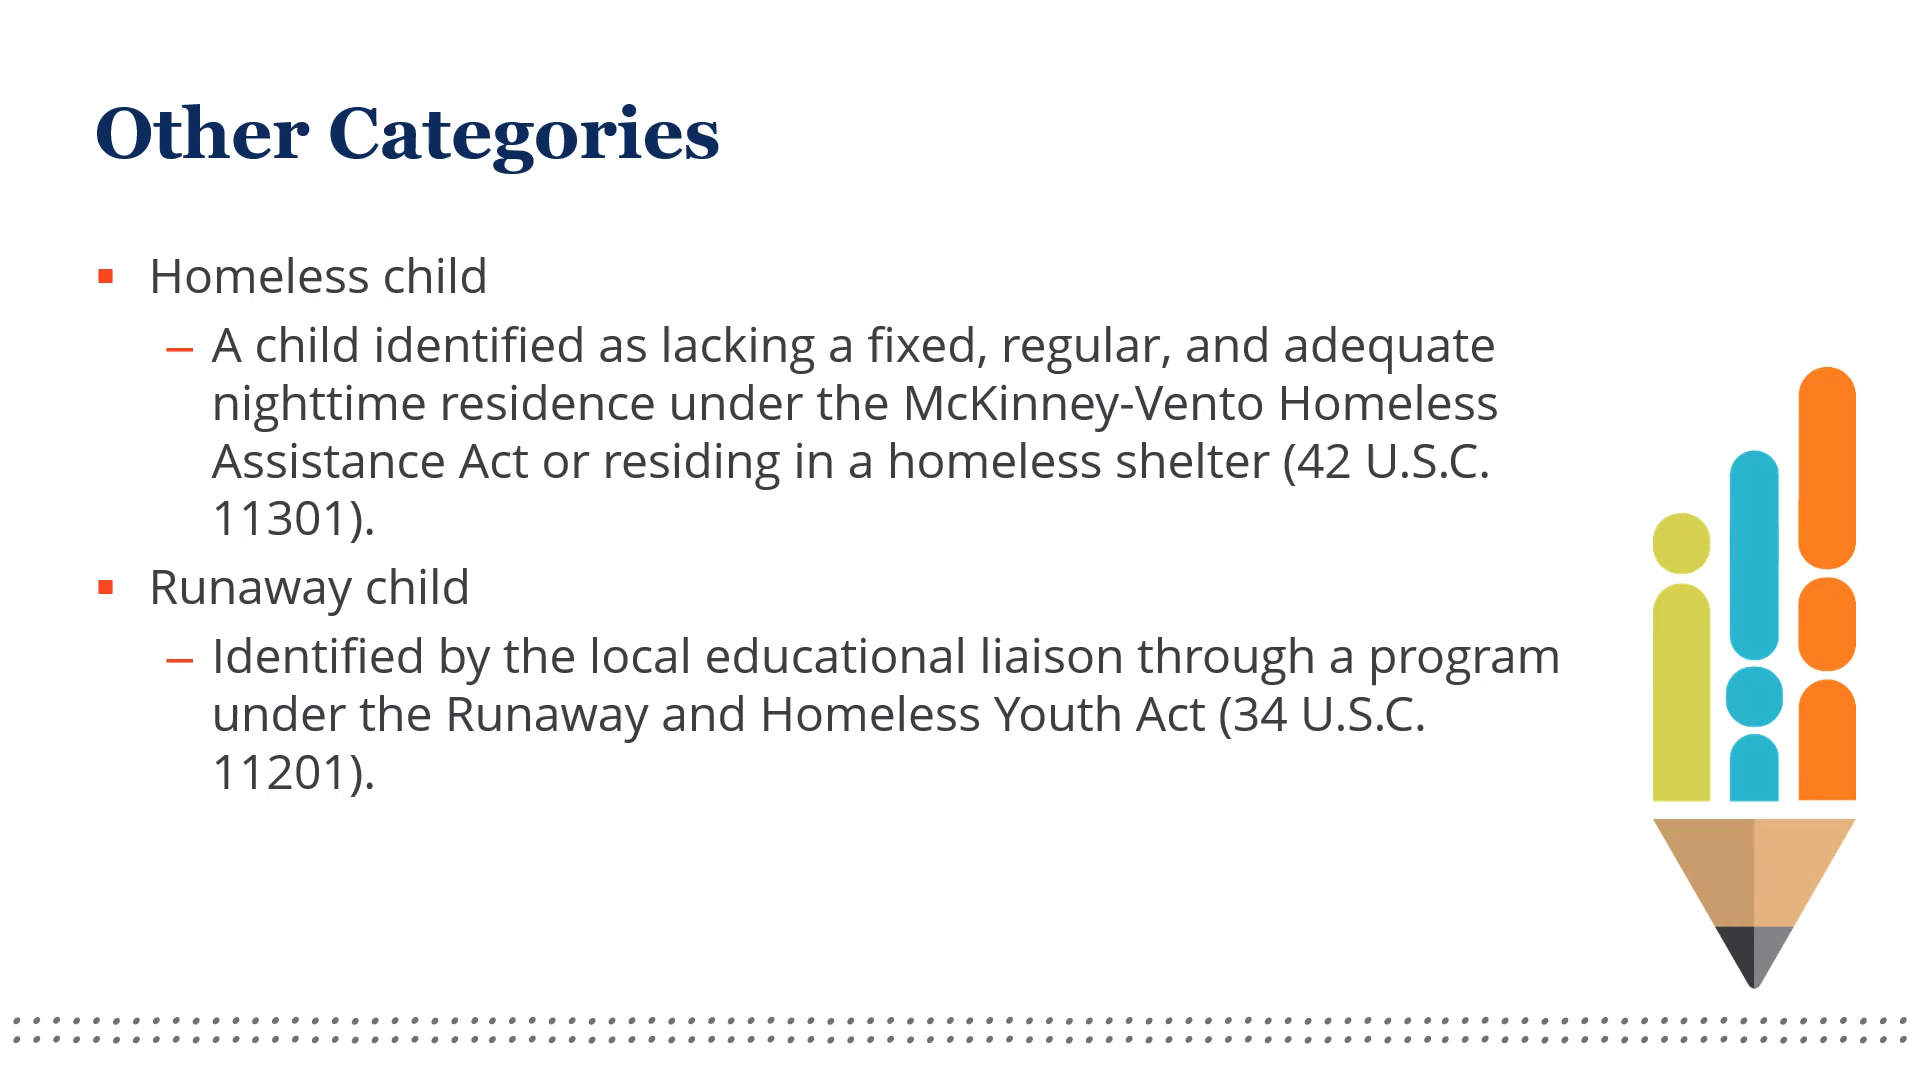 Other Categories
Homeless child
– A child identified as lacking a fixed, regular, and adequate
nighttime residence under the McKinney-Vento Homeless
Assistance Act or residing in a homeless shelter (42 U.S.C.
11301).
Runaway child
– Identified by the local educational liaison through a program
under the Runaway and Homeless Youth Act (34 U.S.C.
11201).